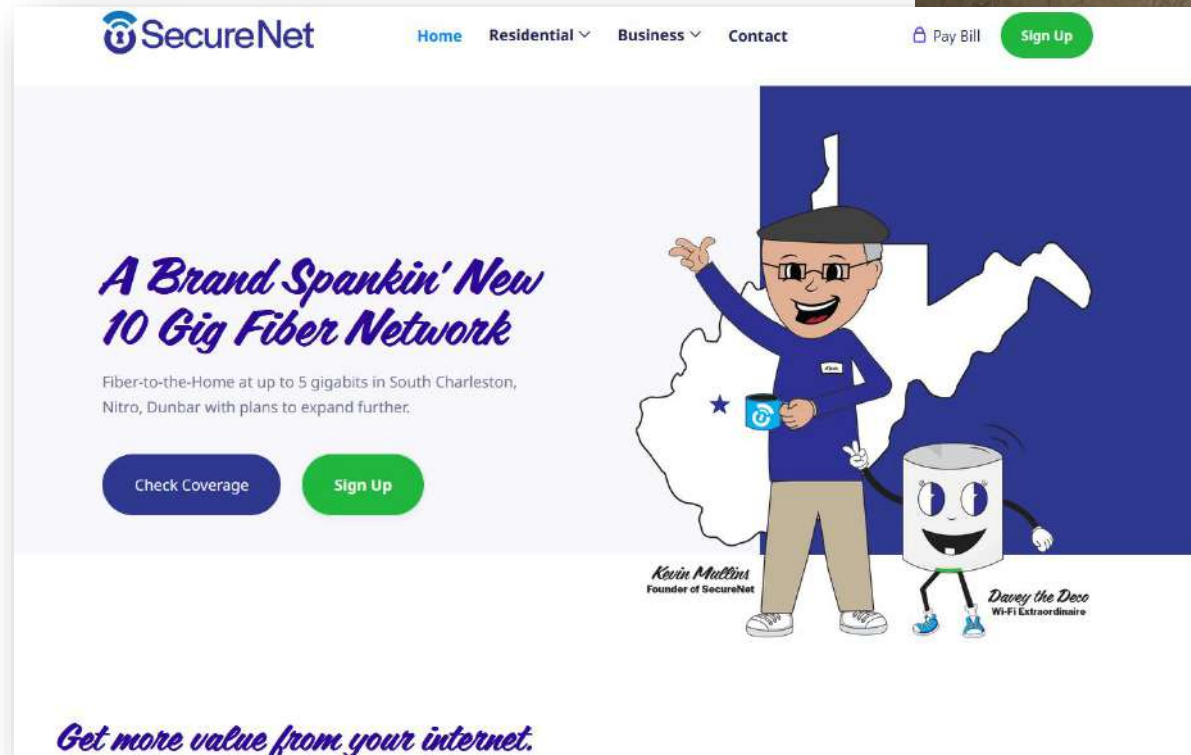 SecureNet
Home Residential Business Contact Pay Bill Sign Up
A Brand Spankin' New
10 Gig Fiber Network
Fiber-to-the-Home at up to 5 gigabits in South Charleston,
Nitro, Dunbar with plans to expand further.
Check Coverage Sign Up
Kevin Mullins
Founder of SecureNet
Davey the Deco
Wi-Fi Extraordinaire
Get more value from your internet.